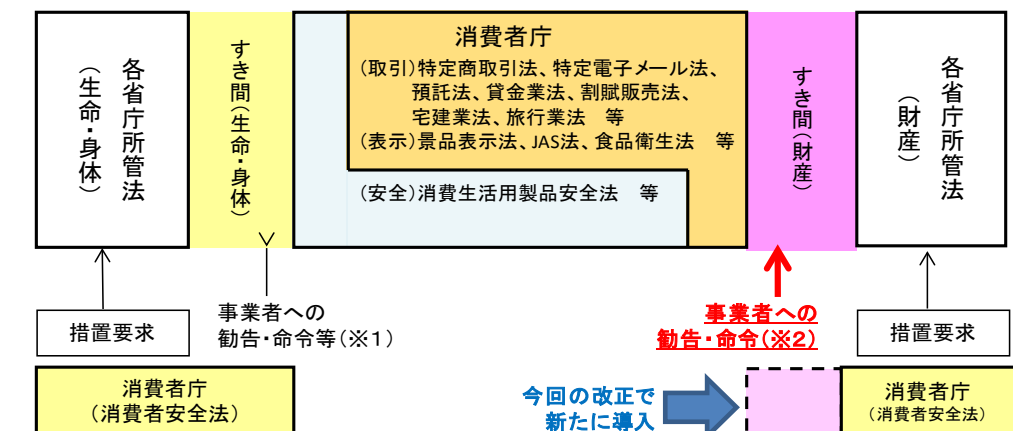 各省庁所管法
（生命・身体）
すき間（生命・身体）
消費者庁
（取引）特定商取引法、特定電子メール法、
預託法、貸金業法、割賦販売法、
宅建業法、旅行業法　等
（表示）景品表示法、JAS法、食品衛生法　等
（安全）消費生活用製品安全法　等
すき間（財産）
各省庁所管法
（財産）
措置要求
事業者への
勧告・命令等（※１）
事業者への
勧告・命令（※２）
措置要求
消費者庁
（消費者安全法）
今回の改正で
新たに導入
消費者庁
（消費者安全法）